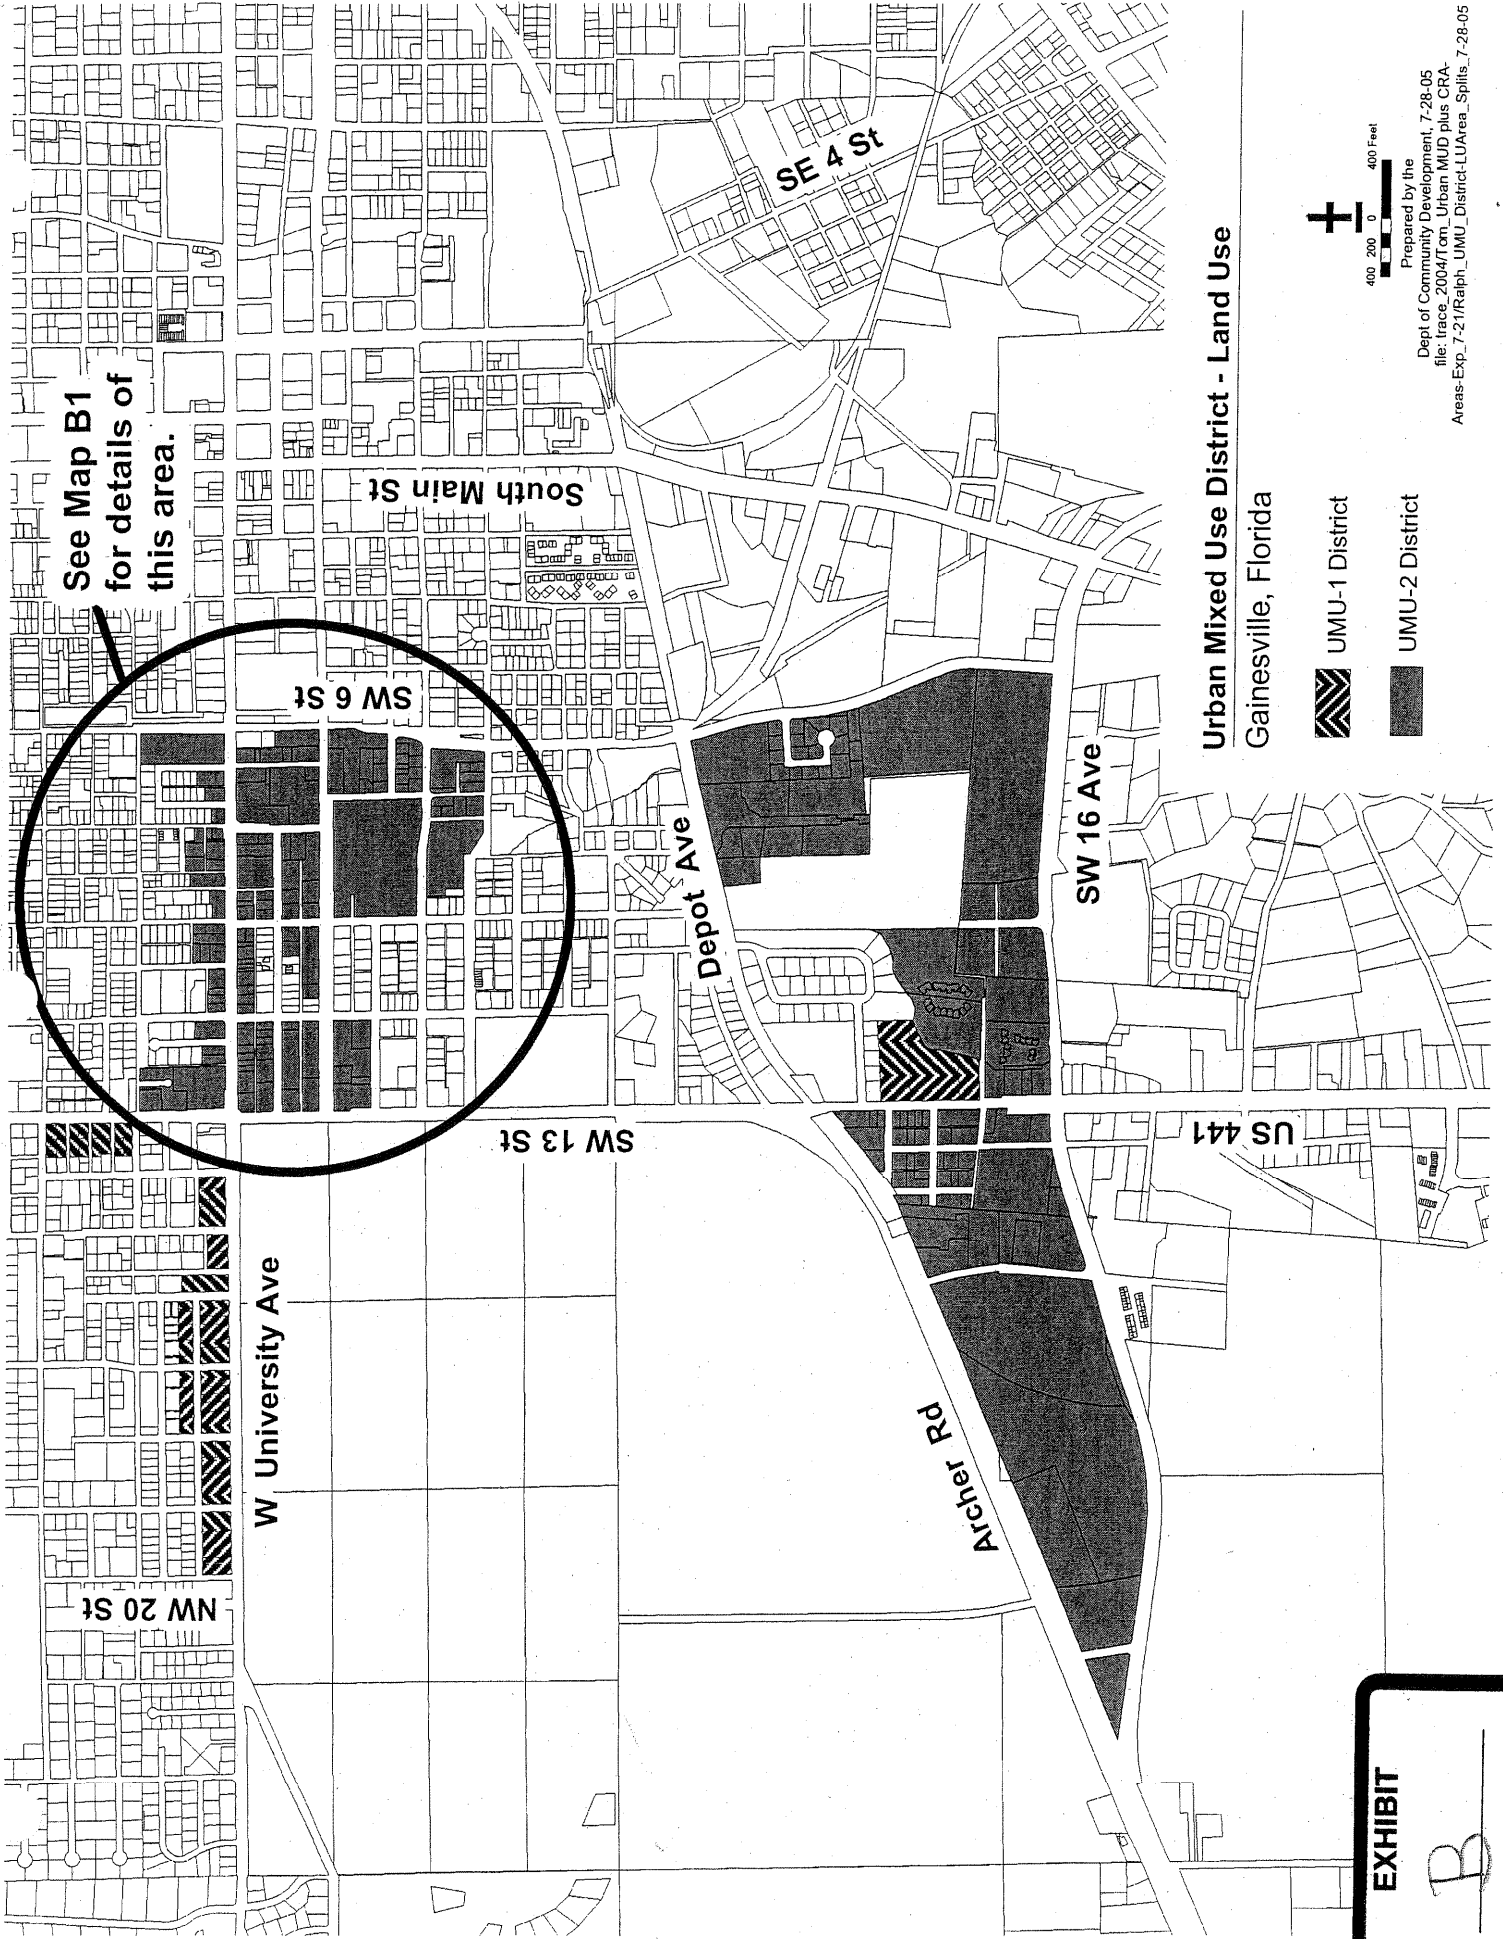 See Map B1
for details of
this area.
SW 6 St
South Main St
SE 4 St
W University Ave
NW 20 St
SW 13 St
Depot Ave
Archer Rd
SW 16 Ave
US 441
Urban Mixed Use District - Land Use
Gainesville, Florida
UMU-1 District
UMU-2 District
400 200 0 400 Feet
Prepared by the
Dept of Community Development, 7-28-05
file: trace_2004/Tom_Urban MUD plus CRA-
Areas-Exp_7-21/Ralph_UMU_District-LUArea_Splits_7-28-05
EXHIBIT
B